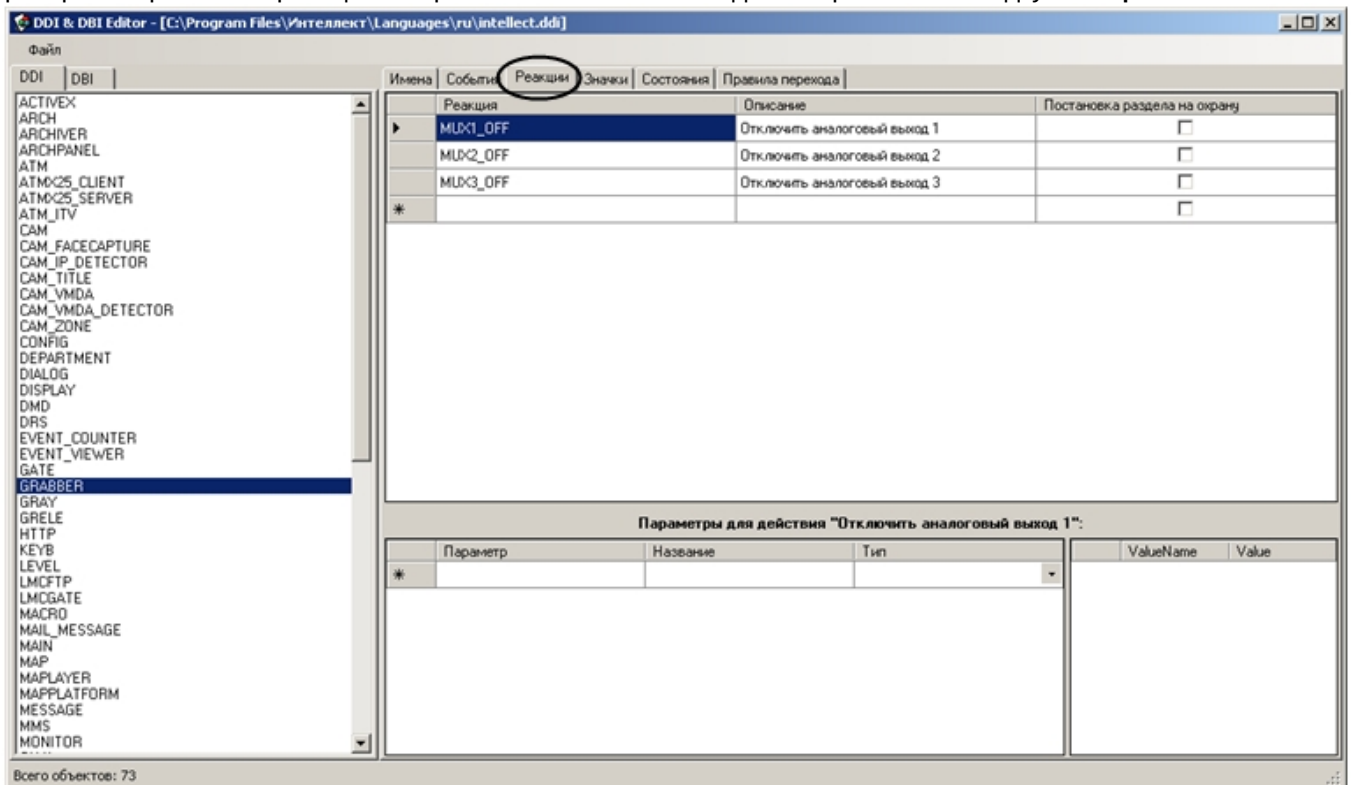 DDI & DBI Editor - [C:\Program Files\Интеллект\Languages\ru\intellect.ddi]
Файл
DDI DBI
Имена События Реакции Значки Состояния Правила перехода
ACTIVEX
ARCH
ARCHIVER
ARCHPANEL
ATM
ATMX25_CLIENT
ATMX25_SERVER
ATM_ITV
CAM
CAM_FACECAPTURE
CAM_IP_DETECTOR
CAM_TITLE
CAM_VMDA
CAM_VMDA_DETECTOR
CAM_ZONE
CONFIG
DEPARTMENT
DIALOG
DISPLAY
DMD
DRS
EVENT_COUNTER
EVENT_VIEWER
GATE
GRABBER
GRAY
GRELE
HTTP
KEYB
LEVEL
LMCFTP
LMCGATE
MACRO
MAIL_MESSAGE
MAIN
MAP
MAPLAYER
MAPPLATFORM
MESSAGE
MMS
MONITOR
Реакция Описание Постановка раздела на охрану
MUX1_OFF Отключить аналоговый выход 1
MUX2_OFF Отключить аналоговый выход 2
MUX3_OFF Отключить аналоговый выход 3
Параметры для действия "Отключить аналоговый выход 1":
Параметр Название Тип ValueName Value
Всего объектов: 73